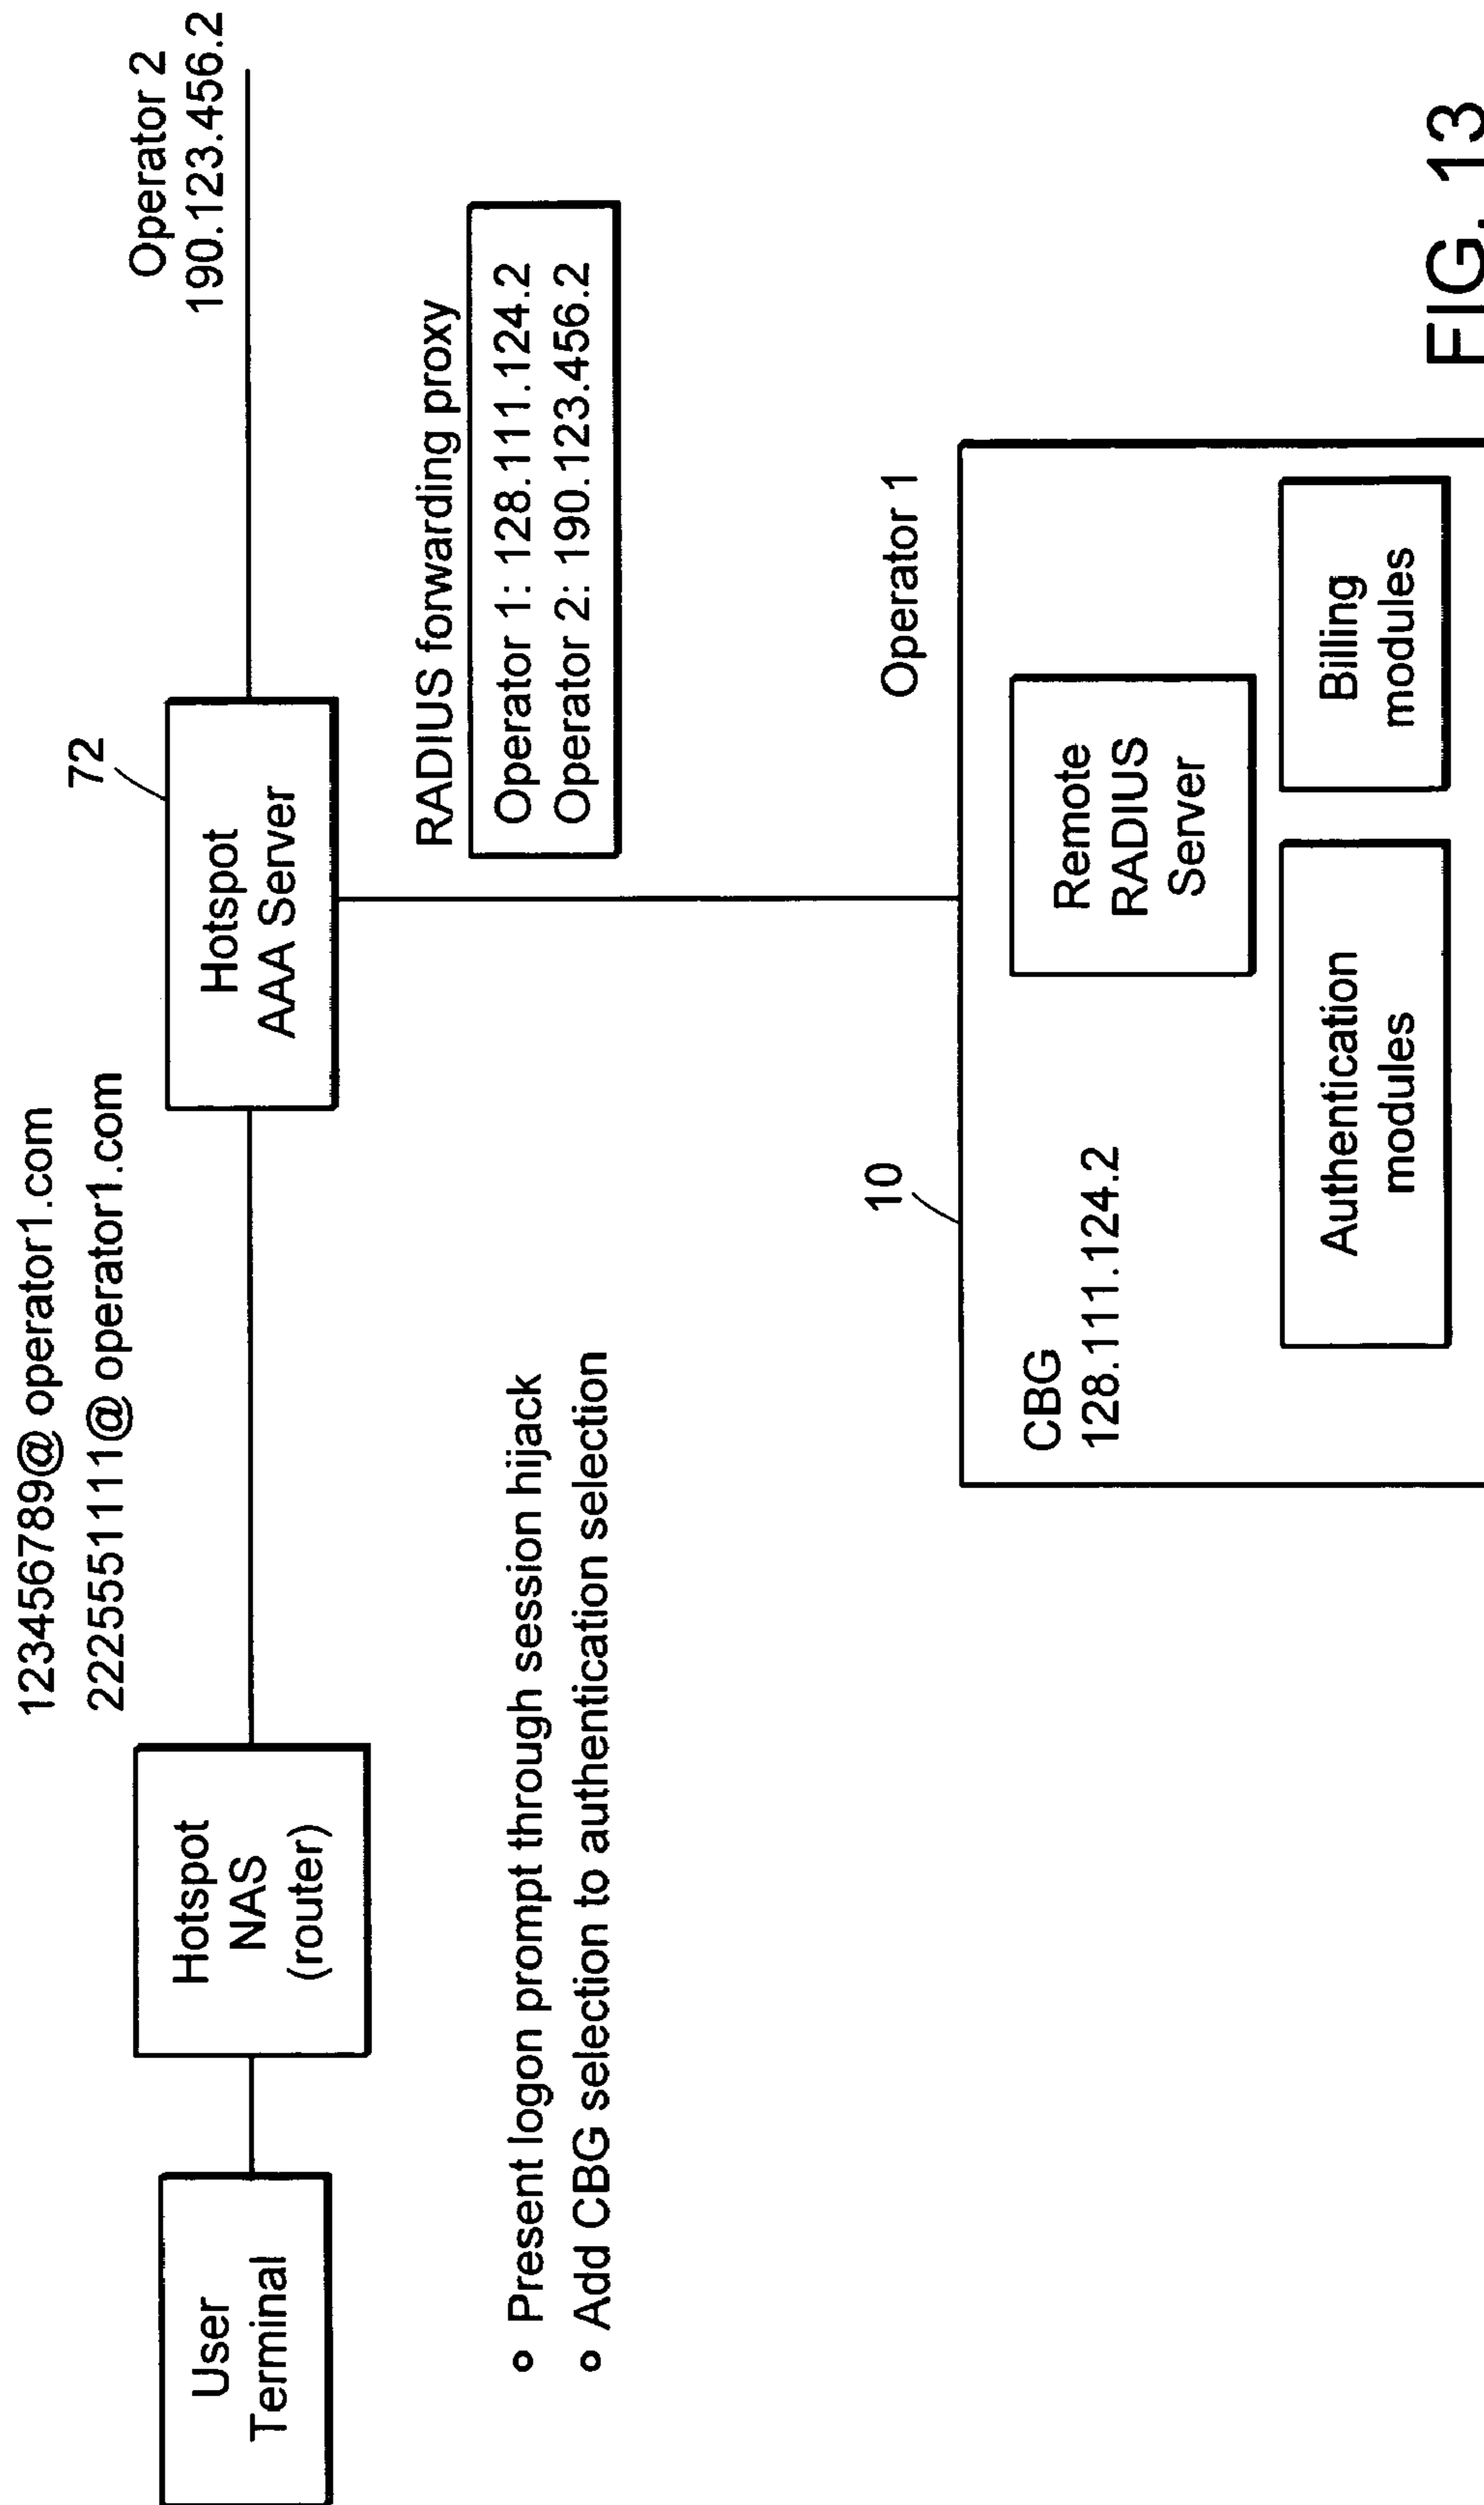 123456789@ operator1.com
2225551111@ operator1.com
Operator 2
190.123.456.2
72
User
Terminal
Hotspot
NAS
(router)
Hotspot
AAA Server
RADIUS forwarding proxy
Operator 1: 128.111.124.2
Operator 2: 190.123.456.2
Present logon prompt through session hijack
Add CBG selection to authentication selection
10
Operator 1
CBG
128.111.124.2
Remote
RADIUS
Server
Authentication
modules
Billing
modules
FIG. 13